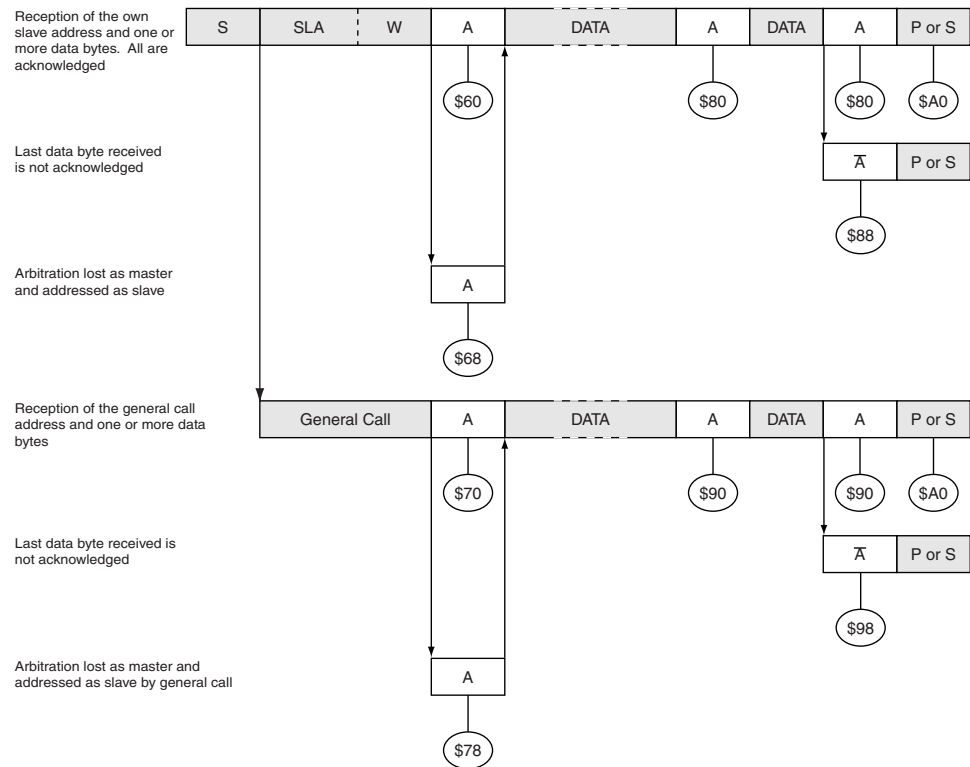 Reception of the own
slave address and one or
more data bytes. All are
acknowledged
S SLA W A DATA A DATA A P or S
$60 $80 $80 $A0
Last data byte received
is not acknowledged
A̅ P or S
$88
Arbitration lost as master
and addressed as slave
A
$68
Reception of the general call
address and one or more data
bytes
General Call A DATA A DATA A P or S
$70 $90 $90 $A0
Last data byte received is
not acknowledged
A̅ P or S
$98
Arbitration lost as master and
addressed as slave by general call
A
$78